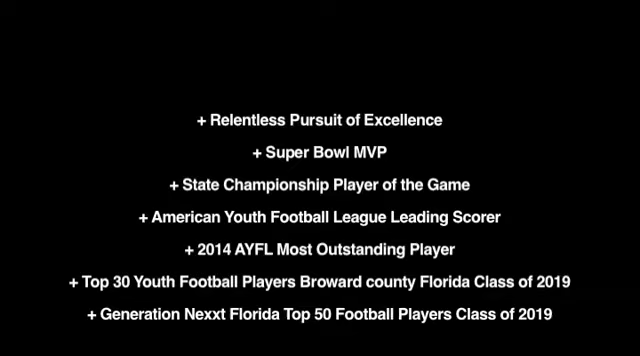 + Relentless Pursuit of Excellence
+ Super Bowl MVP
+ State Championship Player of the Game
+ American Youth Football League Leading Scorer
+ 2014 AYFL Most Outstanding Player
+ Top 30 Youth Football Players Broward county Florida Class of 2019
+ Generation Nexxt Florida Top 50 Football Players Class of 2019